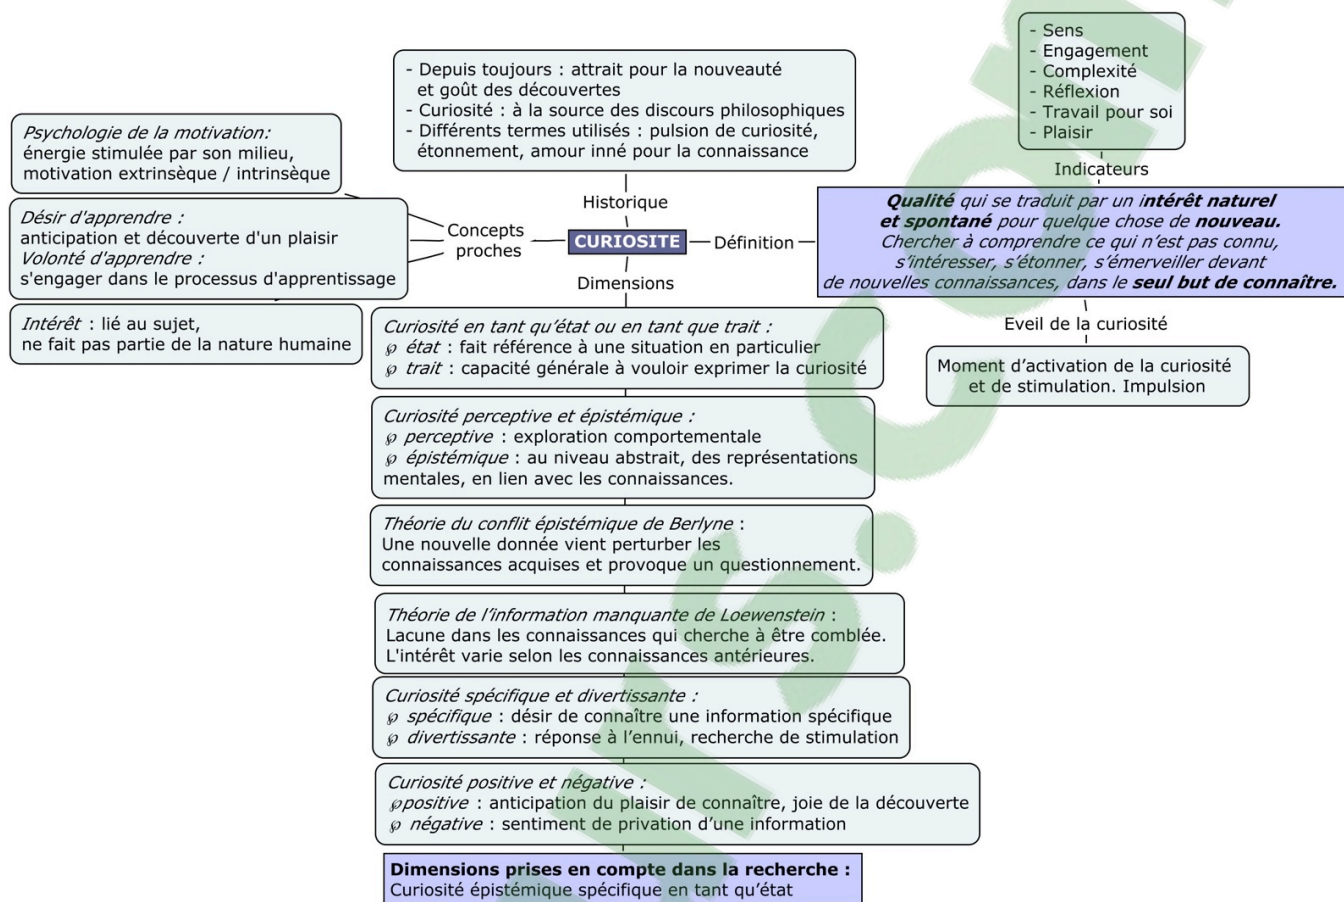 - Sens
- Engagement
- Complexité
- Réflexion
- Travail pour soi
- Plaisir
Indicateurs
- Depuis toujours : attrait pour la nouveauté
et goût des découvertes
- Curiosité : à la source des discours philosophiques
- Différents termes utilisés : pulsion de curiosité,
étonnement, amour inné pour la connaissance
Historique
Psychologie de la motivation:
énergie stimulée par son milieu,
motivation extrinsèque / intrinsèque
Désir d'apprendre :
anticipation et découverte d'un plaisir
Volonté d'apprendre :
s'engager dans le processus d'apprentissage
Intérêt : lié au sujet,
ne fait pas partie de la nature humaine
Concepts
proches
CURIOSITE
Définition
Qualité qui se traduit par un intérêt naturel
et spontané pour quelque chose de nouveau.
Chercher à comprendre ce qui n’est pas connu,
s’intéresser, s’étonner, s’émerveiller devant
de nouvelles connaissances, dans le seul but de connaître.
Eveil de la curiosité
Moment d’activation de la curiosité
et de stimulation. Impulsion
Dimensions
Curiosité en tant qu’état ou en tant que trait :
℘ état : fait référence à une situation en particulier
℘ trait : capacité générale à vouloir exprimer la curiosité
Curiosité perceptive et épistémique :
℘ perceptive : exploration comportementale
℘ épistémique : au niveau abstrait, des représentations
mentales, en lien avec les connaissances.
Théorie du conflit épistémique de Berlyne :
Une nouvelle donnée vient perturber les
connaissances acquises et provoque un questionnement.
Théorie de l’information manquante de Loewenstein :
Lacune dans les connaissances qui cherche à être comblée.
L'intérêt varie selon les connaissances antérieures.
Curiosité spécifique et divertissante :
℘ spécifique : désir de connaître une information spécifique
℘ divertissante : réponse à l’ennui, recherche de stimulation
Curiosité positive et négative :
℘positive : anticipation du plaisir de connaître, joie de la découverte
℘ négative : sentiment de privation d’une information
Dimensions prises en compte dans la recherche :
Curiosité épistémique spécifique en tant qu’état